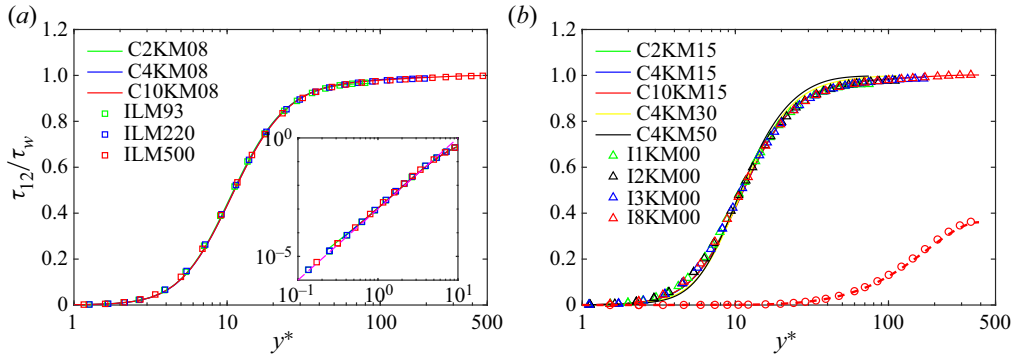 (a)
1.2
1.0
0.8
0.6
0.4
0.2
0
τ12/τw
C2KM08
C4KM08
C10KM08
ILM93
ILM220
ILM500
10^0
10^−5
10^−1
10^0
10^1
1
10
100
500
y*
(b)
1.2
1.0
0.8
0.6
0.4
0.2
0
C2KM15
C4KM15
C10KM15
C4KM30
C4KM50
I1KM00
I2KM00
I3KM00
I8KM00
1
10
100
500
y*